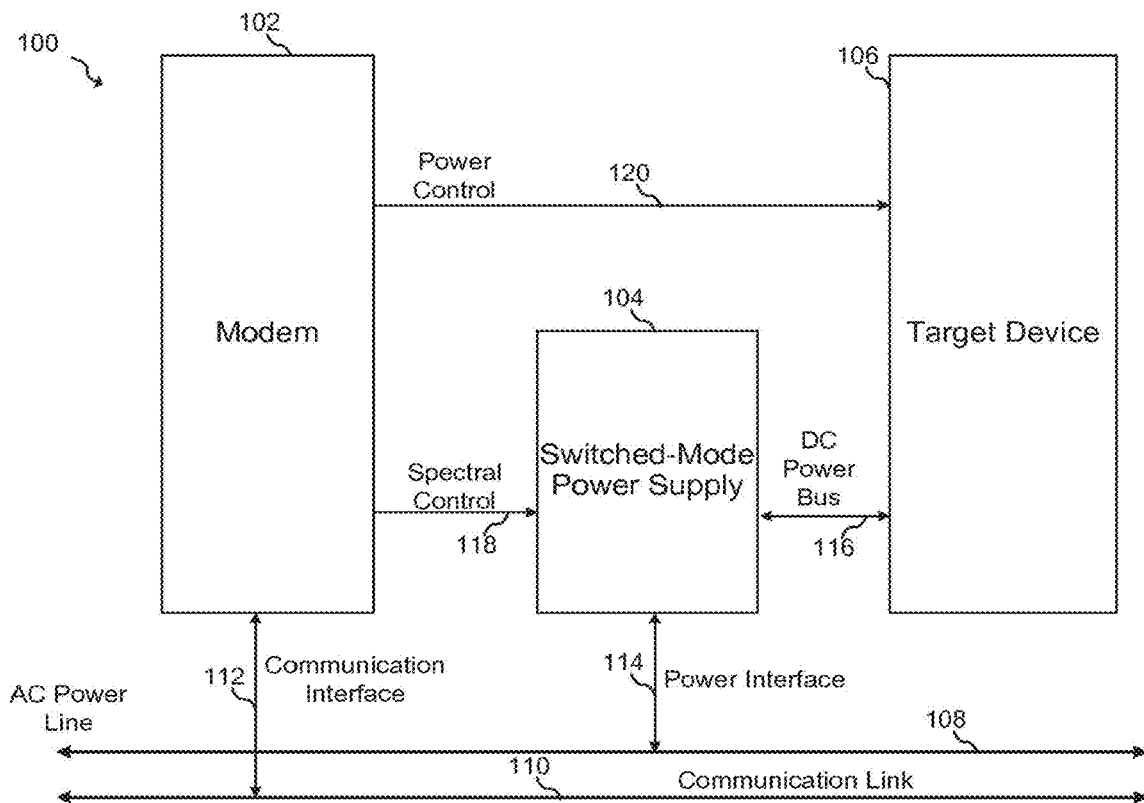 100
102
106
Power
Control
120
104
Modem
Target Device
Switched-Mode
Power Supply
DC
Power
Bus
Spectral
Control
118
116
112
Communication
Interface
114
Power Interface
AC Power
Line
108
110
Communication Link